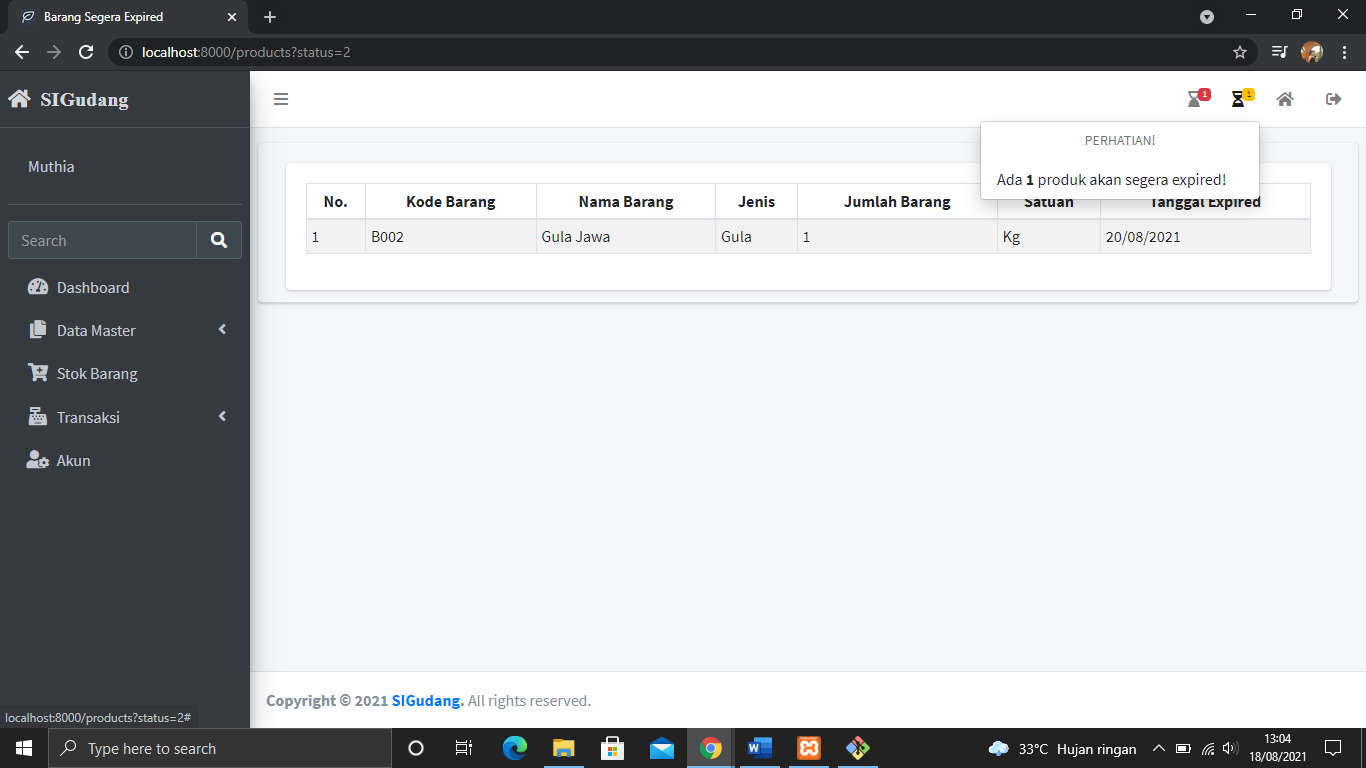 Barang Segera Expired
localhost:8000/products?status=2
SIGudang
1
1
PERHATIAN!
Ada 1 produk akan segera expired!
Muthia
Search
Dashboard
Data Master
Stok Barang
Transaksi
Akun
No. Kode Barang Nama Barang Jenis Jumlah Barang Satuan Tanggal Expired
1 B002 Gula Jawa Gula 1 Kg 20/08/2021
Copyright © 2021 SIGudang. All rights reserved.
localhost:8000/products?status=2#
Type here to search
33°C Hujan ringan
13:04
18/08/2021